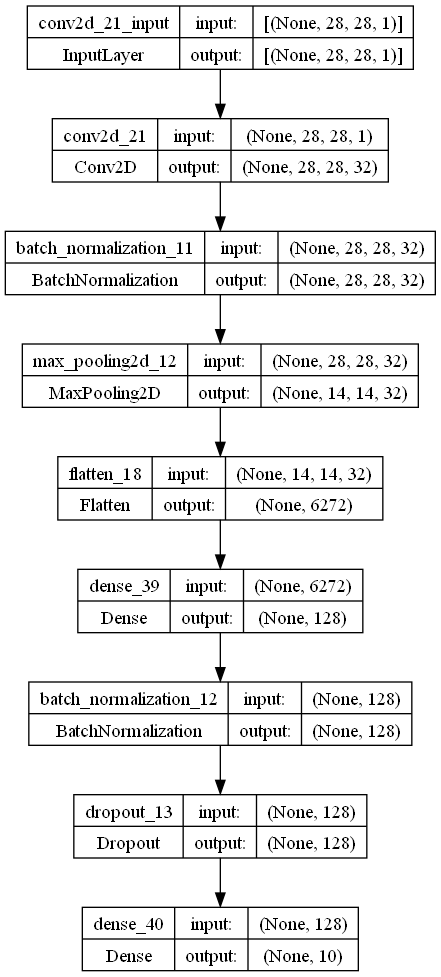 conv2d_21_input input: [(None, 28, 28, 1)]
InputLayer output: [(None, 28, 28, 1)]
conv2d_21 input: (None, 28, 28, 1)
Conv2D output: (None, 28, 28, 32)
batch_normalization_11 input: (None, 28, 28, 32)
BatchNormalization output: (None, 28, 28, 32)
max_pooling2d_12 input: (None, 28, 28, 32)
MaxPooling2D output: (None, 14, 14, 32)
flatten_18 input: (None, 14, 14, 32)
Flatten output: (None, 6272)
dense_39 input: (None, 6272)
Dense output: (None, 128)
batch_normalization_12 input: (None, 128)
BatchNormalization output: (None, 128)
dropout_13 input: (None, 128)
Dropout output: (None, 128)
dense_40 input: (None, 128)
Dense output: (None, 10)